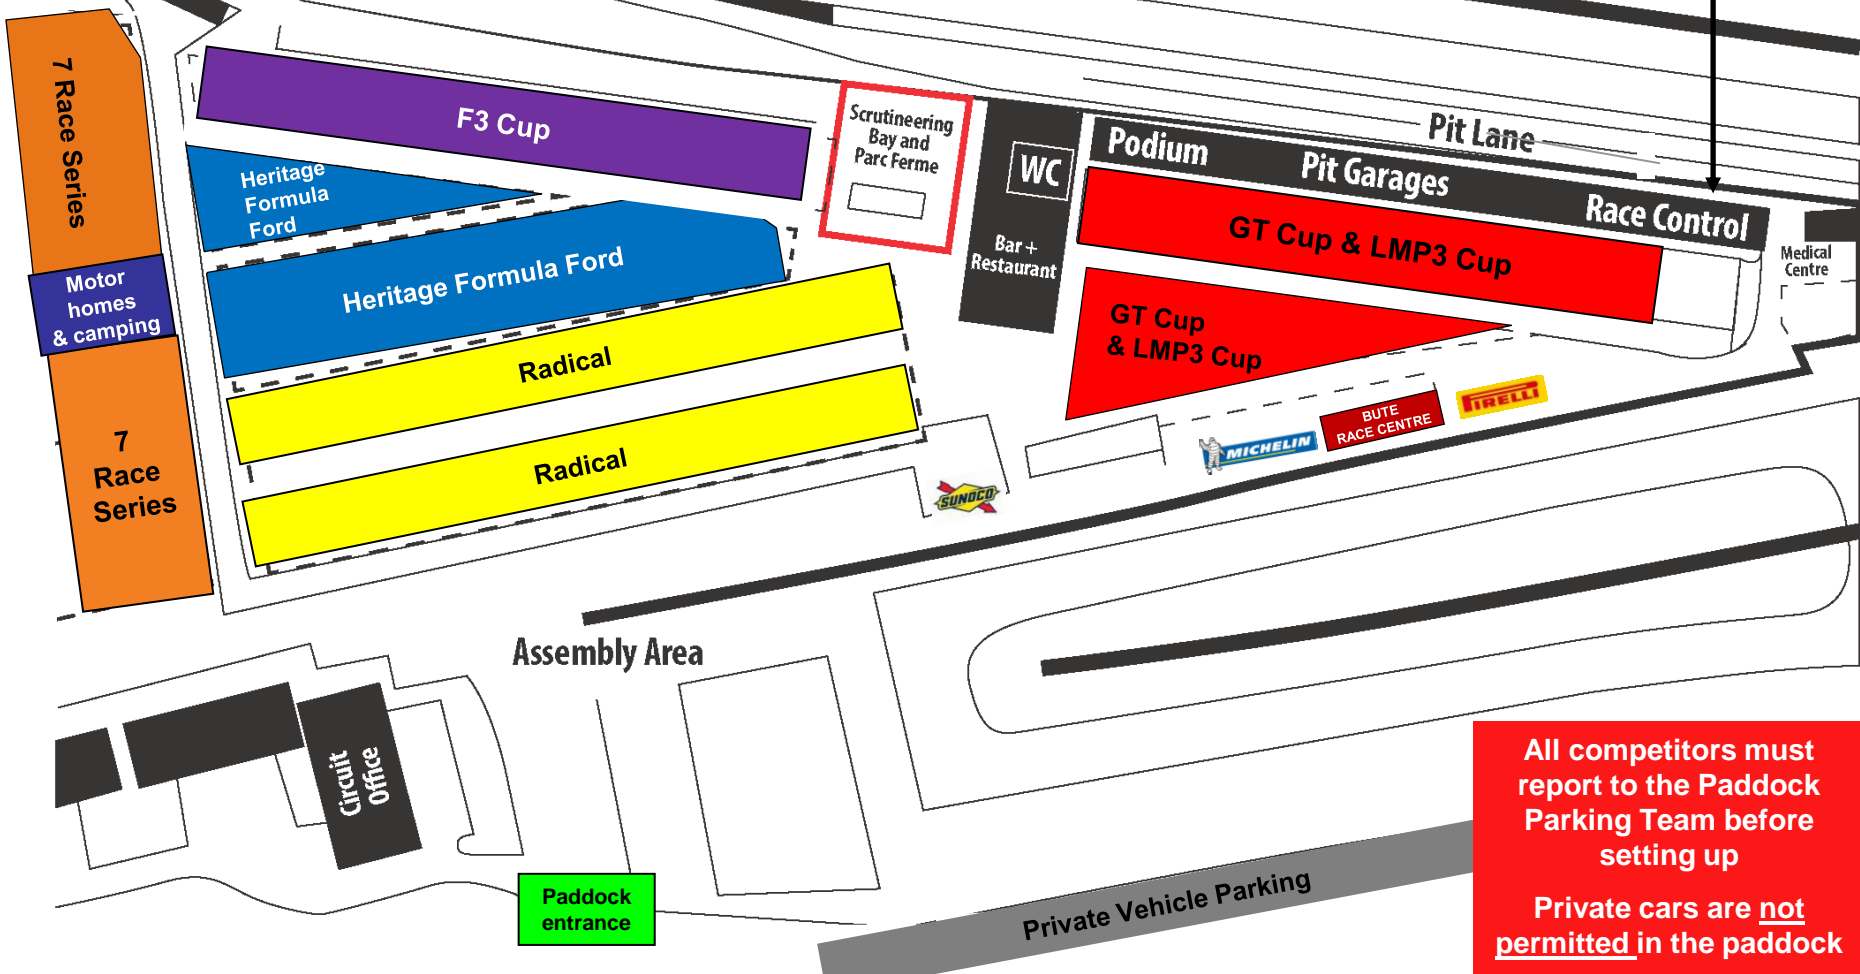 7 Race Series
F3 Cup
Scrutineering
Bay and
Parc Ferme
WC
Bar +
Restaurant
Podium
Pit Garages
Race Control
Pit Lane
Medical
Centre
Heritage
Formula
Ford
Heritage Formula Ford
GT Cup & LMP3 Cup
GT Cup
& LMP3 Cup
Motor
homes
& camping
Radical
Radical
7
Race
Series
SUNOCO
MICHELIN
BUTE
RACE CENTRE
PIRELLI
Assembly Area
Circuit
Office
Paddock
entrance
Private Vehicle Parking
All competitors must
report to the Paddock
Parking Team before
setting up
Private cars are not
permitted in the paddock